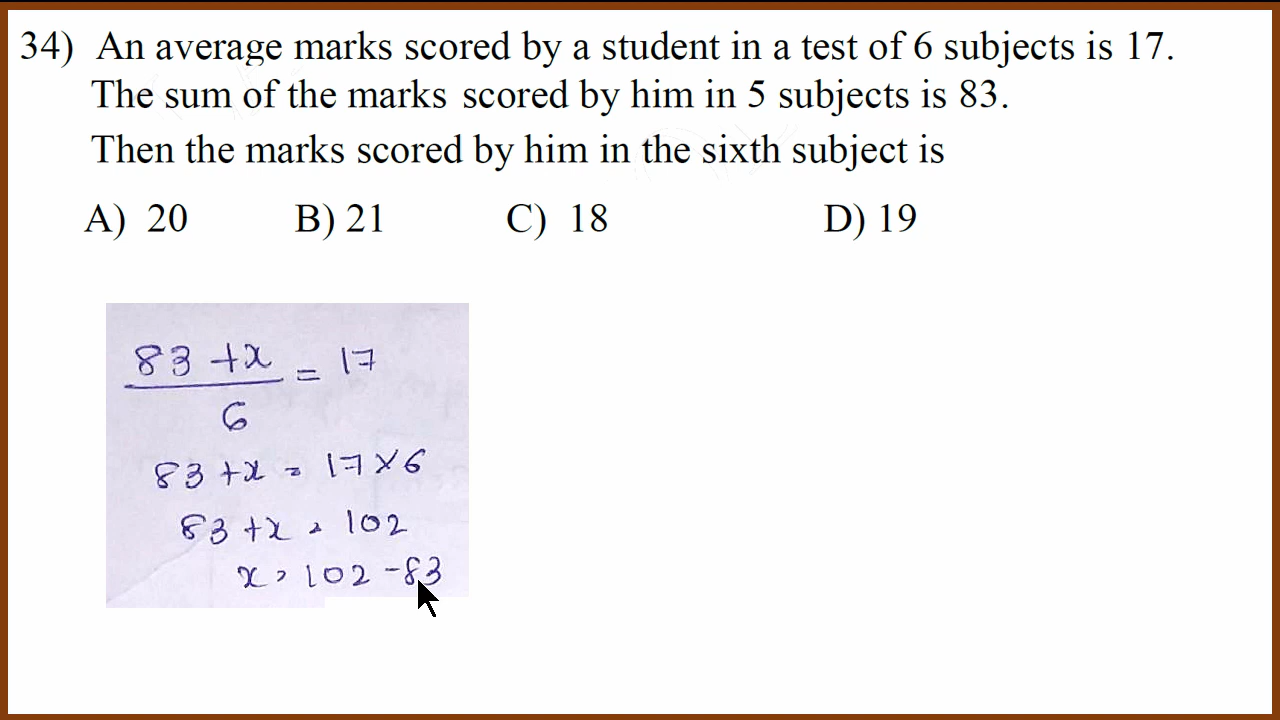 34) An average marks scored by a student in a test of 6 subjects is 17.
The sum of the marks scored by him in 5 subjects is 83.
Then the marks scored by him in the sixth subject is
A) 20 B) 21 C) 18 D) 19
83 + x
6
= 17
83 + x = 17 × 6
83 + x = 102
x = 102 - 83